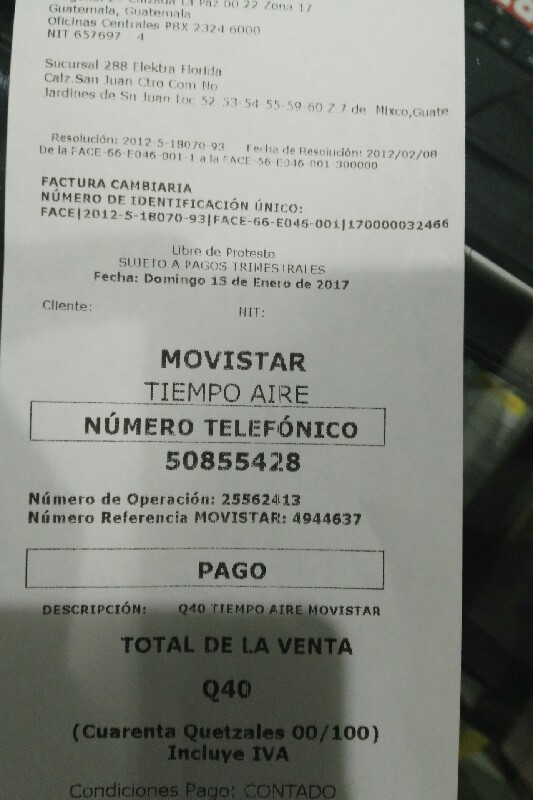 Calzada La Paz 00 22 Zona 17
Guatemala, Guatemala
Oficinas Centrales PBX 2324 6000
NIT 657697 - 4
Sucursal 288 Elektra Florida
Calz.San Juan Ctro Com No
Jardines de Sn Juan Loc 52 53-54-55-59-60 Z.7 de Mixco,Guate
Resolución: 2012-5-18070-93 Fecha de Resolución: 2012/02/08
De la FACE-66-E046-001-1 a la FACE-66-E046-001-300000
FACTURA CAMBIARIA
NÚMERO DE IDENTIFICACIÓN ÚNICO:
FACE|2012-5-18070-93|FACE-66-E046-001|170000032466
Libre de Protesto
SUJETO A PAGOS TRIMESTRALES
Fecha: Domingo 15 de Enero de 2017
Cliente: NIT:
MOVISTAR
TIEMPO AIRE
NÚMERO TELEFÓNICO
50855428
Número de Operación: 25562413
Número Referencia MOVISTAR: 4944637
PAGO
DESCRIPCIÓN: Q40 TIEMPO AIRE MOVISTAR
TOTAL DE LA VENTA
Q40
(Cuarenta Quetzales 00/100)
Incluye IVA
Condiciones Pago: CONTADO